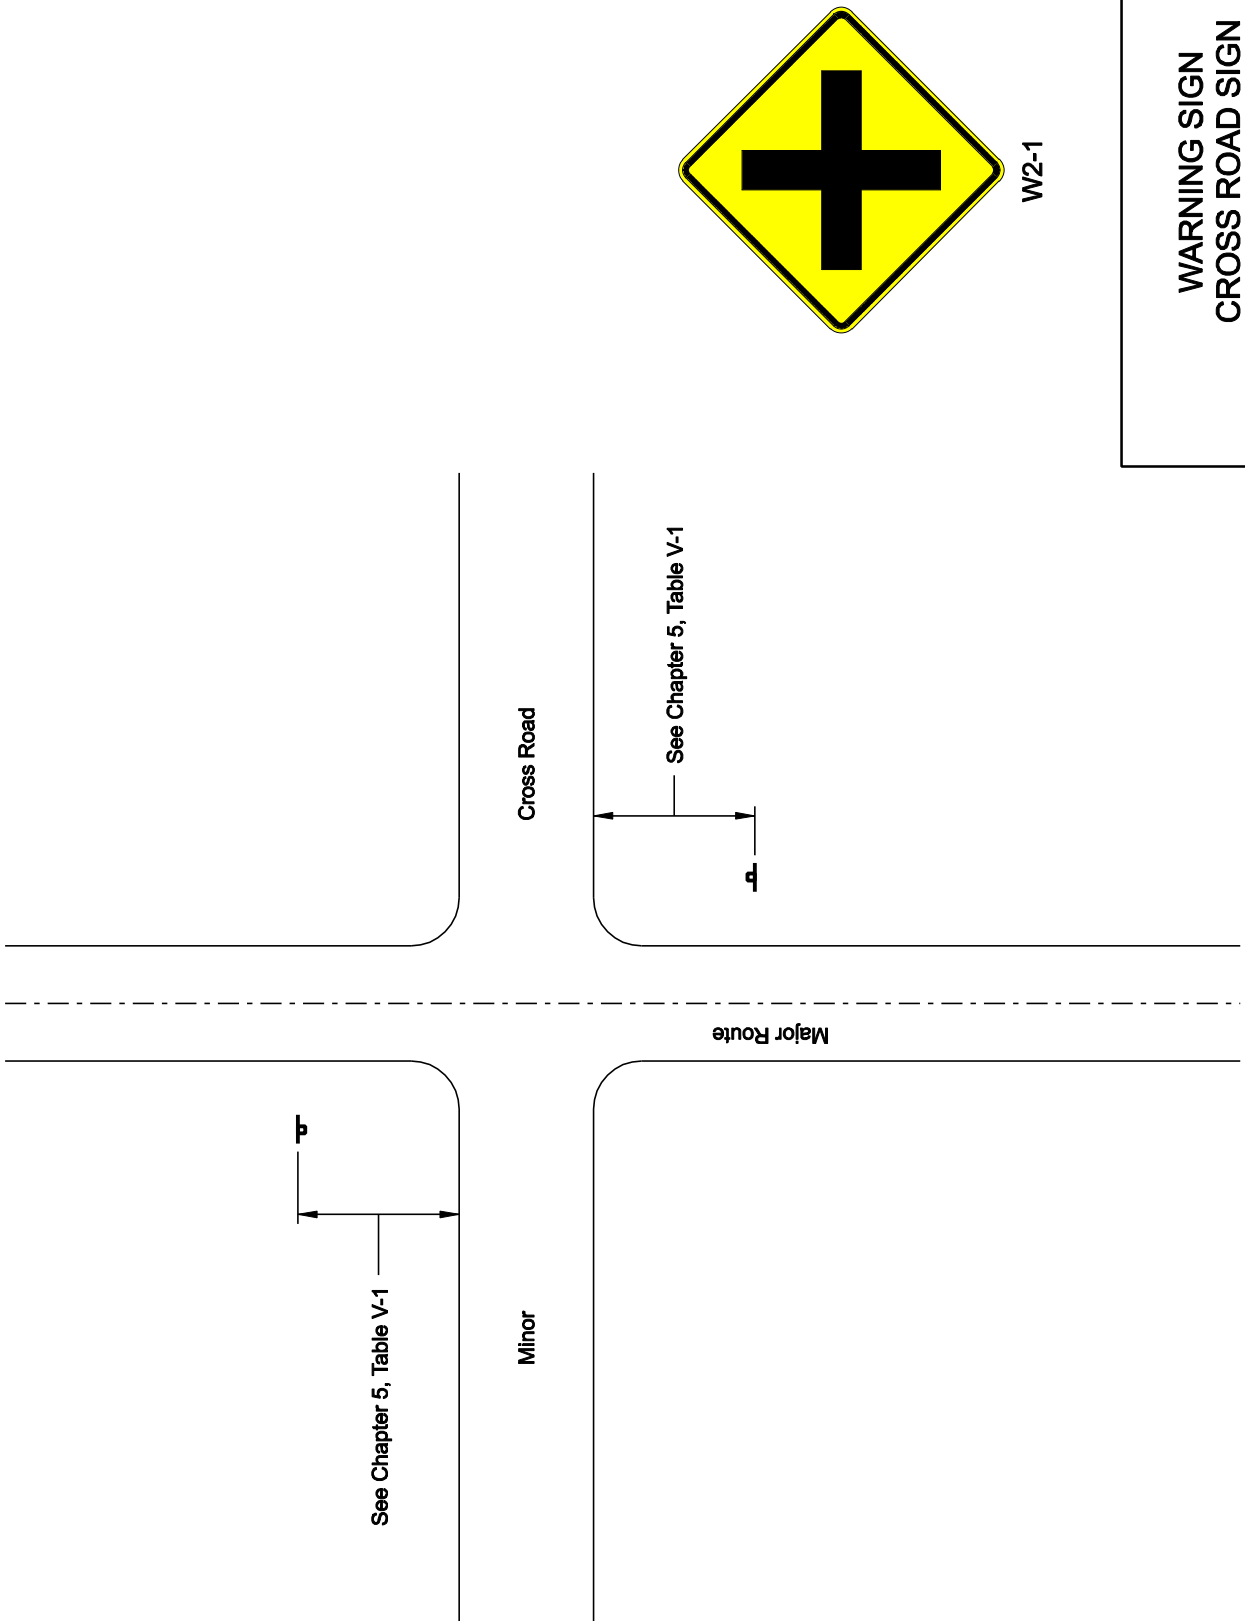 See Chapter 5, Table V-1
Minor
Cross Road
Major Route
See Chapter 5, Table V-1
W2-1
WARNING SIGN
CROSS ROAD SIGN